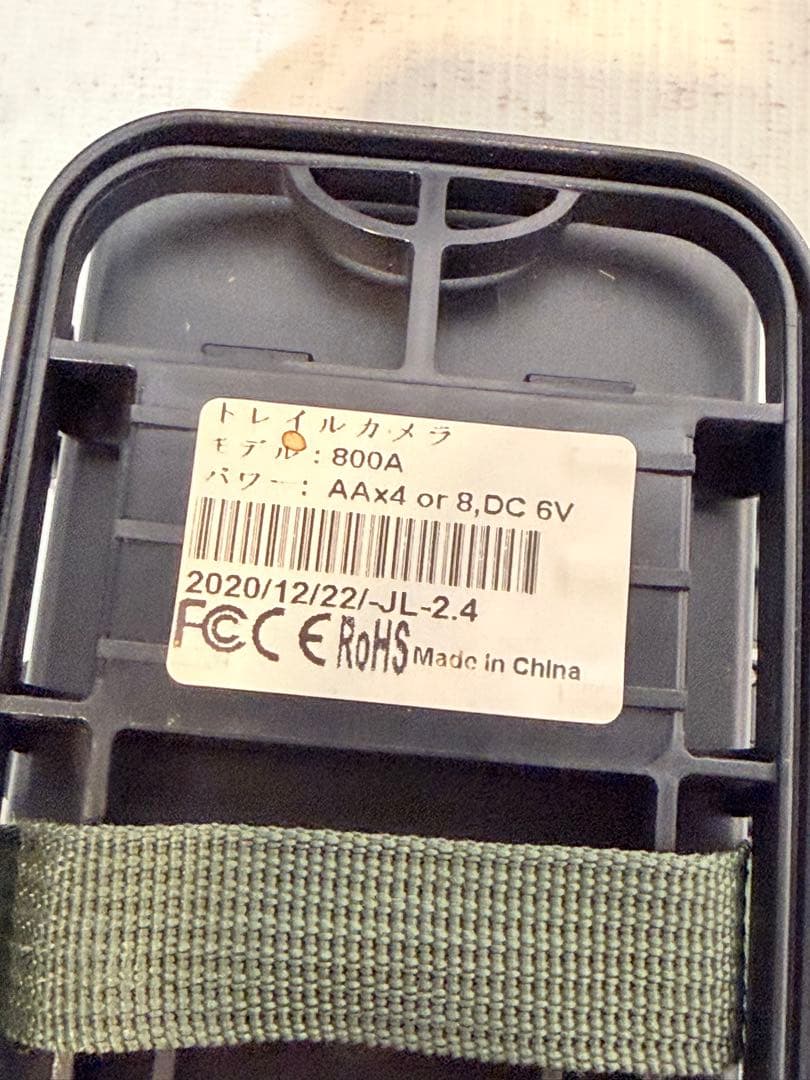 トレイルカメラ
モデル：800A
パワー： AAx4 or 8,DC 6V
2020/12/22/-JL-2.4
FC CE RoHS Made in China